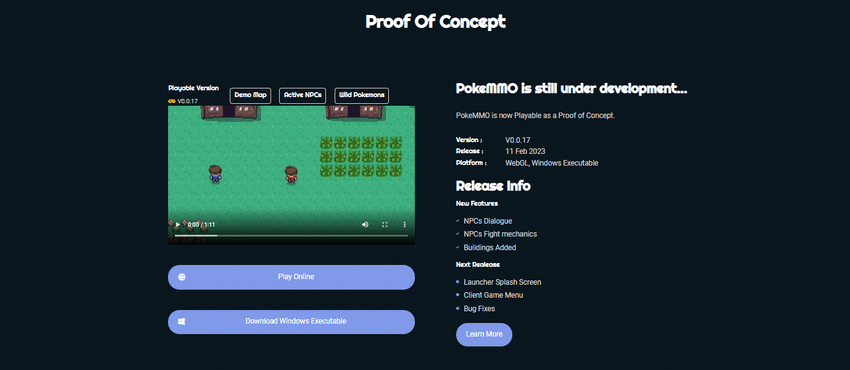 Proof Of Concept
Playable Version
V0.0.17
Demo Map
Active NPCs
Wild Pokemons
0:00 / 1:11
Play Online
Download Windows Executable
PokeMMO is still under development...
PokeMMO is now Playable as a Proof of Concept.
Version : V0.0.17
Release : 11 Feb 2023
Platform : WebGL, Windows Executable
Release Info
New Features
NPCs Dialogue
NPCs Fight mechanics
Buildings Added
Next Realease
Launcher Splash Screen
Client Game Menu
Bug Fixes
Learn More